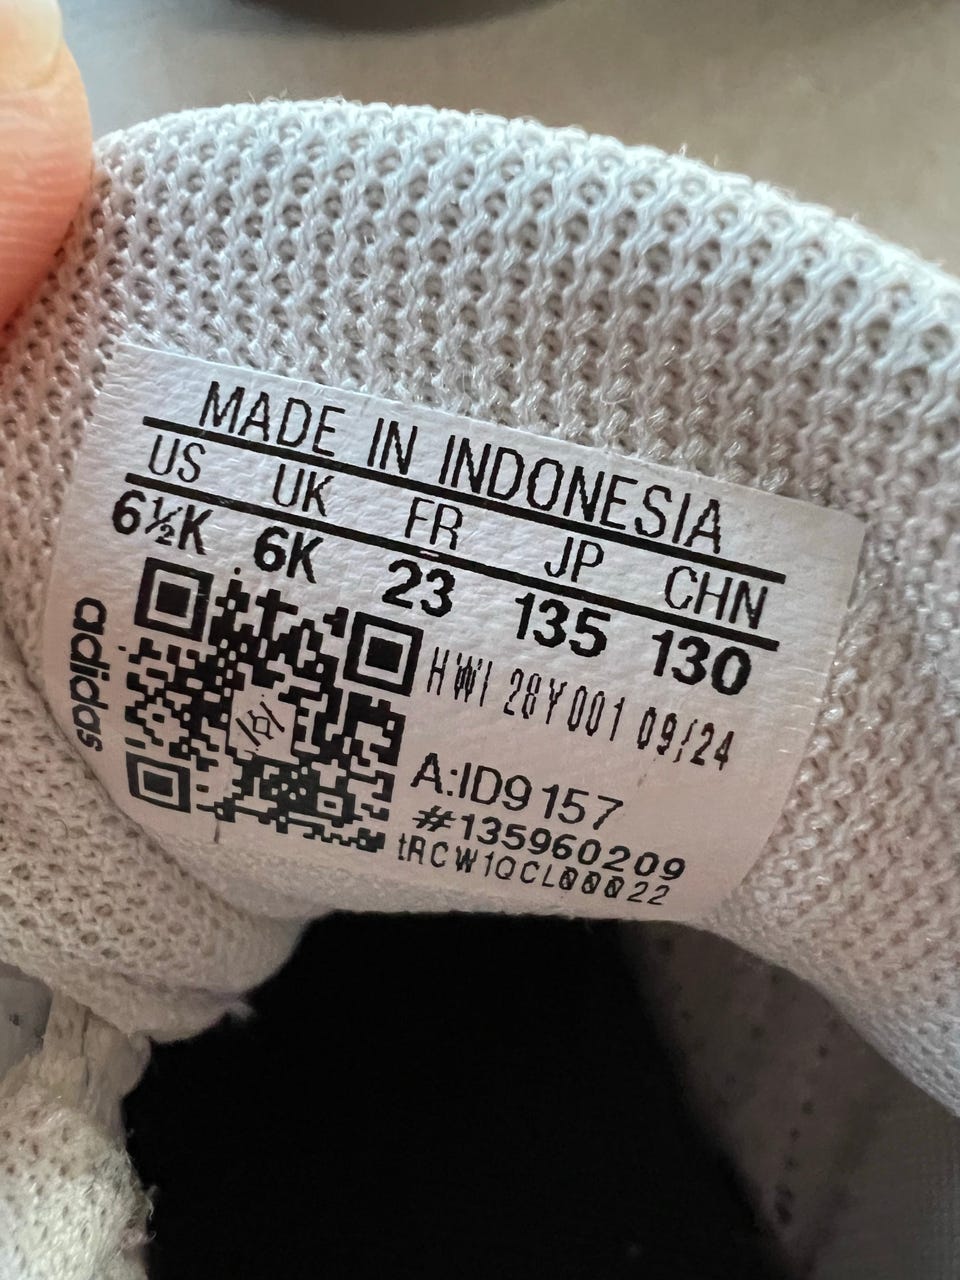 MADE IN INDONESIA
US UK FR JP CHN
6½K 6K 23 135 130
HWI 28Y001 09/24
A:ID9157
#135960209
tRCW1QCL00022
adidas